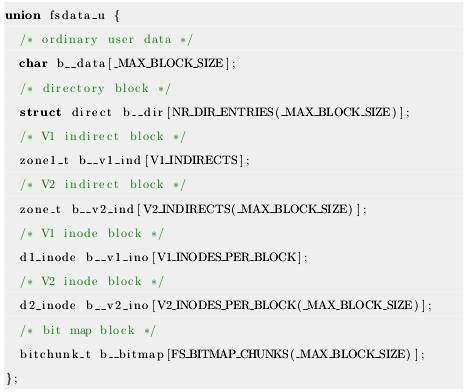 union fsdata_u {
/* ordinary user data */
char b__data[_MAX_BLOCK_SIZE];
/* directory block */
struct direct b__dir[NR_DIR_ENTRIES(_MAX_BLOCK_SIZE)];
/* V1 indirect block */
zone1_t b__v1_ind[V1_INDIRECTS];
/* V2 indirect block */
zone_t b__v2_ind[V2_INDIRECTS(_MAX_BLOCK_SIZE)];
/* V1 inode block */
d1_inode b__v1_ino[V1_INODES_PER_BLOCK];
/* V2 inode block */
d2_inode b__v2_ino[V2_INODES_PER_BLOCK(_MAX_BLOCK_SIZE)];
/* bit map block */
bitchunk_t b__bitmap[FS_BITMAP_CHUNKS(_MAX_BLOCK_SIZE)];
};